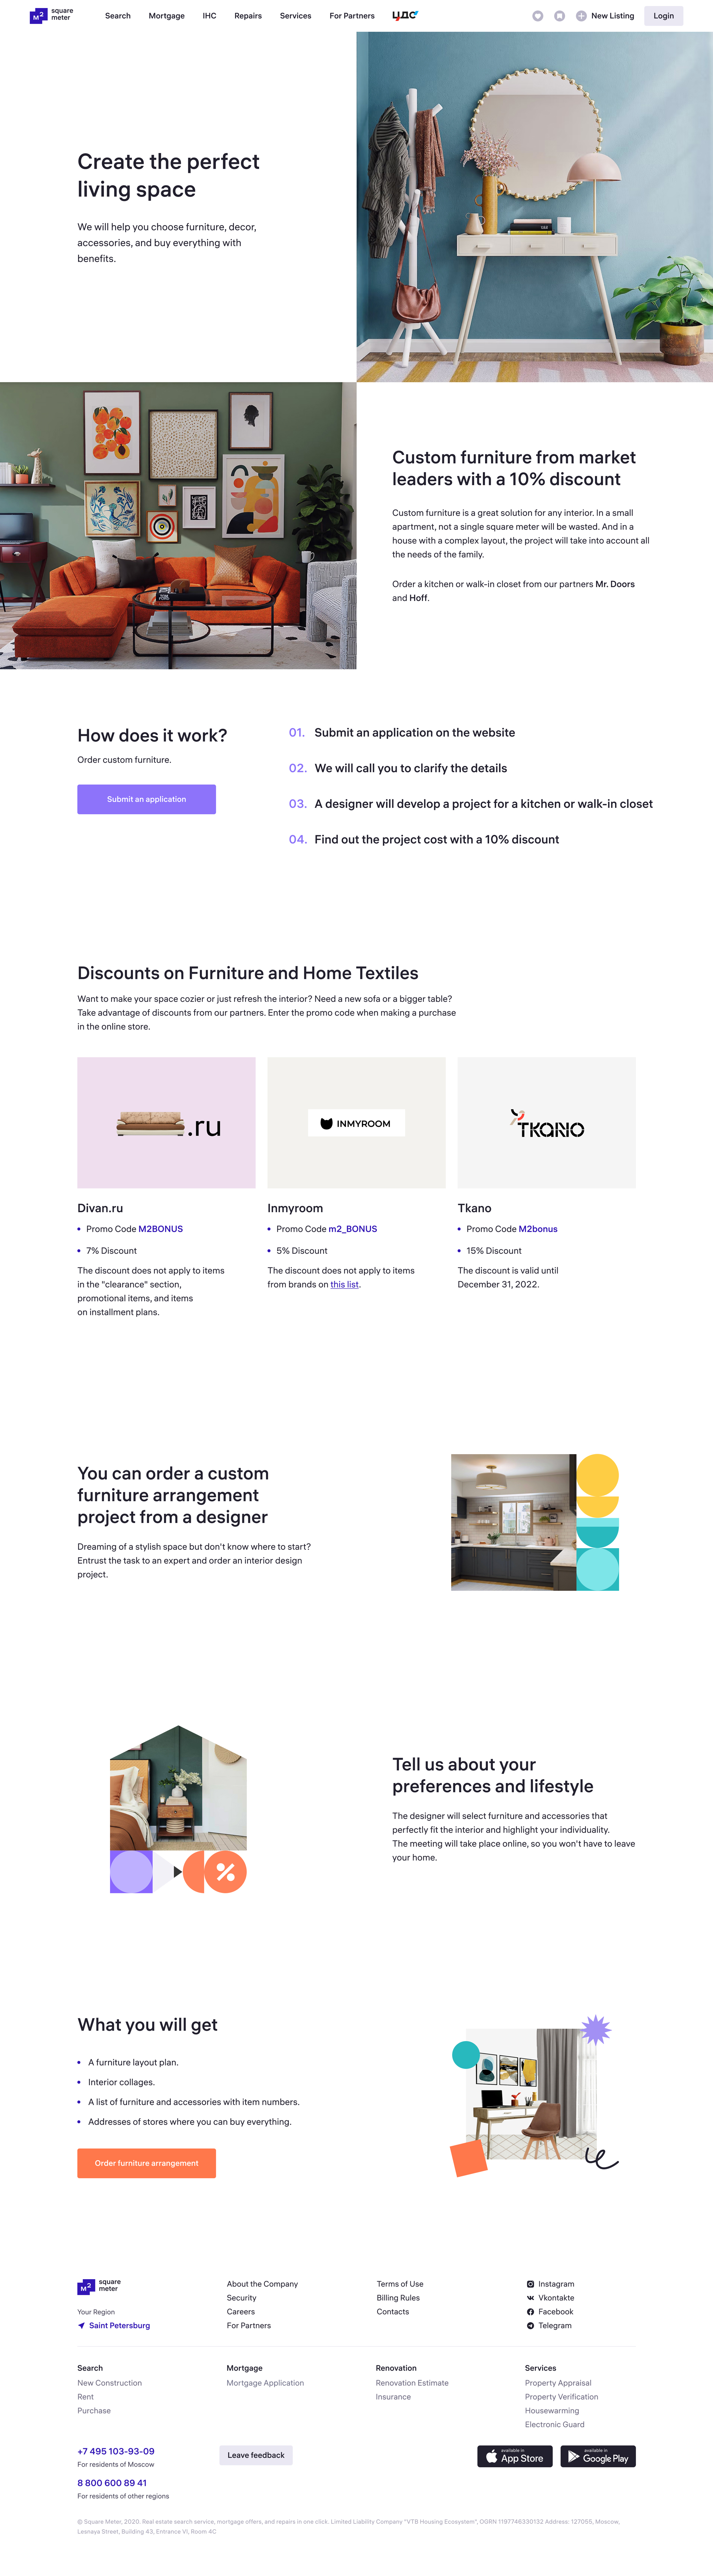 M2 square
meter
Search Mortgage IHC Repairs Services For Partners ЦДС
New Listing Login
Create the perfect
living space
We will help you choose furniture, decor,
accessories, and buy everything with
benefits.
Custom furniture from market
leaders with a 10% discount
Custom furniture is a great solution for any interior. In a small
apartment, not a single square meter will be wasted. And in a
house with a complex layout, the project will take into account all
the needs of the family.
Order a kitchen or walk-in closet from our partners Mr. Doors
and Hoff.
How does it work?
Order custom furniture.
Submit an application
01. Submit an application on the website
02. We will call you to clarify the details
03. A designer will develop a project for a kitchen or walk-in closet
04. Find out the project cost with a 10% discount
Discounts on Furniture and Home Textiles
Want to make your space cozier or just refresh the interior? Need a new sofa or a bigger table?
Take advantage of discounts from our partners. Enter the promo code when making a purchase
in the online store.
.ru
INMYROOM
TKANO
Divan.ru
• Promo Code M2BONUS
• 7% Discount
The discount does not apply to items
in the "clearance" section,
promotional items, and items
on installment plans.
Inmyroom
• Promo Code m2_BONUS
• 5% Discount
The discount does not apply to items
from brands on this list.
Tkano
• Promo Code M2bonus
• 15% Discount
The discount is valid until
December 31, 2022.
You can order a custom
furniture arrangement
project from a designer
Dreaming of a stylish space but don't know where to start?
Entrust the task to an expert and order an interior design
project.
%
Tell us about your
preferences and lifestyle
The designer will select furniture and accessories that
perfectly fit the interior and highlight your individuality.
The meeting will take place online, so you won't have to leave
your home.
What you will get
• A furniture layout plan.
• Interior collages.
• A list of furniture and accessories with item numbers.
• Addresses of stores where you can buy everything.
Order furniture arrangement
M2 square
meter
Your Region
Saint Petersburg
About the Company
Security
Careers
For Partners
Terms of Use
Billing Rules
Contacts
Instagram
Vkontakte
Facebook
Telegram
Search
New Construction
Rent
Purchase
Mortgage
Mortgage Application
Renovation
Renovation Estimate
Insurance
Services
Property Appraisal
Property Verification
Housewarming
Electronic Guard
+7 495 103-93-09
For residents of Moscow
8 800 600 89 41
For residents of other regions
Leave feedback
available in
App Store
available in
Google Play
© Square Meter, 2020. Real estate search service, mortgage offers, and repairs in one click. Limited Liability Company "VTB Housing Ecosystem", OGRN 1197746330132 Address: 127055, Moscow,
Lesnaya Street, Building 43, Entrance VI, Room 4C